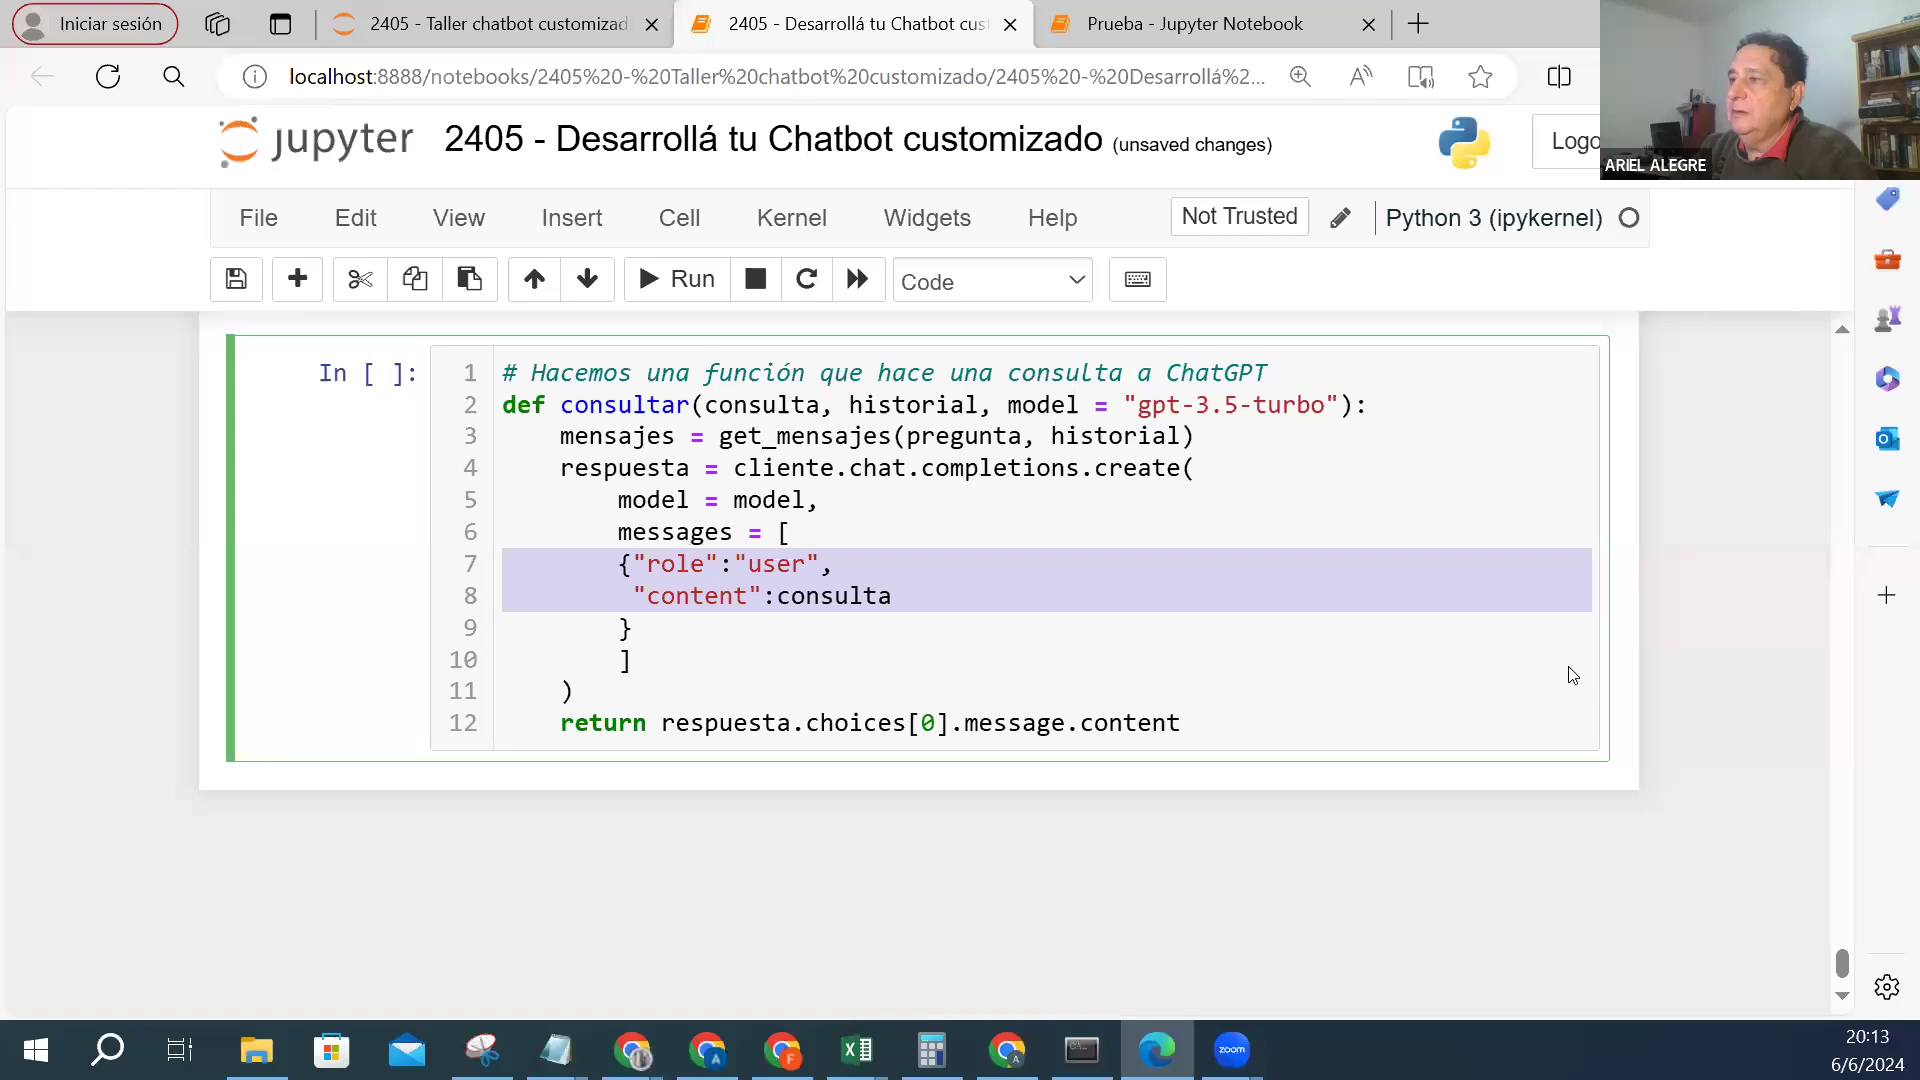 Iniciar sesión
2405 - Taller chatbot customizad
2405 - Desarrollá tu Chatbot cus
Prueba - Jupyter Notebook
localhost:8888/notebooks/2405%20-%20Taller%20chatbot%20customizado/2405%20-%20Desarrollá%2...
jupyter
2405 - Desarrollá tu Chatbot customizado (unsaved changes)
Logo
ARIEL ALEGRE
File Edit View Insert Cell Kernel Widgets Help
Not Trusted
Python 3 (ipykernel)
Run
Code
In [ ]:
1 # Hacemos una función que hace una consulta a ChatGPT
2 def consultar(consulta, historial, model = "gpt-3.5-turbo"):
3 mensajes = get_mensajes(pregunta, historial)
4 respuesta = cliente.chat.completions.create(
5 model = model,
6 messages = [
7 {"role":"user",
8 "content":consulta
9 }
10 ]
11 )
12 return respuesta.choices[0].message.content
zoom
20:13
6/6/2024